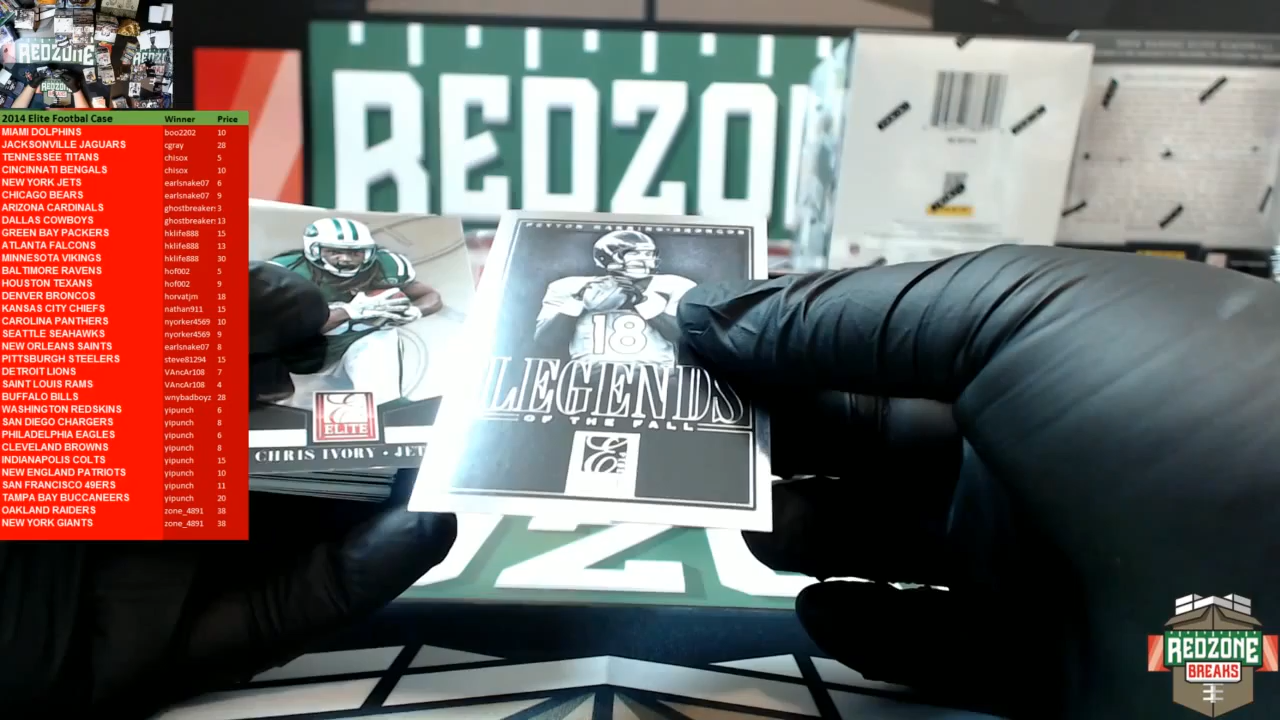 REDZONE
REDZO
2014 Elite Footbal Case Winner Price
MIAMI DOLPHINS boo2202 10
JACKSONVILLE JAGUARS cgray 28
TENNESSEE TITANS chisox 5
CINCINNATI BENGALS chisox 10
NEW YORK JETS earlsnake07 6
CHICAGO BEARS earlsnake07 9
ARIZONA CARDINALS ghostbreaker 3
DALLAS COWBOYS ghostbreaker 13
GREEN BAY PACKERS hklife888 15
ATLANTA FALCONS hklife888 13
MINNESOTA VIKINGS hklife888 30
BALTIMORE RAVENS hof002 5
HOUSTON TEXANS hof002 9
DENVER BRONCOS horvatjm 18
KANSAS CITY CHIEFS nathan911 15
CAROLINA PANTHERS nyorker4569 10
SEATTLE SEAHAWKS nyorker4569 9
NEW ORLEANS SAINTS earlsnake07 8
PITTSBURGH STEELERS steve81294 15
DETROIT LIONS VAncAr108 7
SAINT LOUIS RAMS VAncAr108 4
BUFFALO BILLS wnybadboyz 28
WASHINGTON REDSKINS yipunch 6
SAN DIEGO CHARGERS yipunch 8
PHILADELPHIA EAGLES yipunch 6
CLEVELAND BROWNS yipunch 8
INDIANAPOLIS COLTS yipunch 15
NEW ENGLAND PATRIOTS yipunch 10
SAN FRANCISCO 49ERS yipunch 11
TAMPA BAY BUCCANEERS yipunch 20
OAKLAND RAIDERS zone_4891 38
NEW YORK GIANTS zone_4891 38
PEYTON MANNING • BRONCOS
18
LEGENDS
OF THE FALL
ELITE
CHRIS IVORY • JET
REDZONE
BREAKS